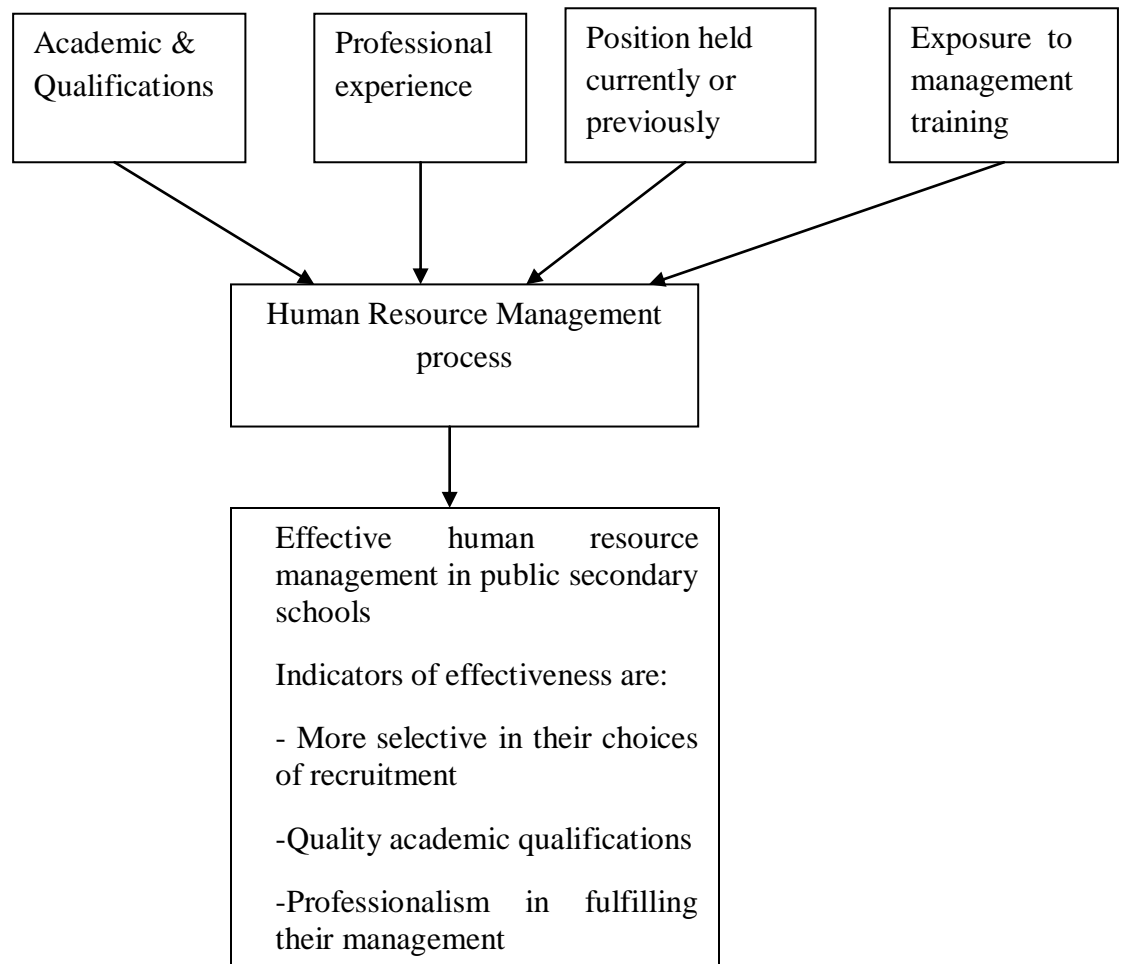 Academic &
Qualifications
Professional
experience
Position held
currently or
previously
Exposure to
management
training
Human Resource Management
process
Effective human resource
management in public secondary
schools
Indicators of effectiveness are:
- More selective in their choices
of recruitment
-Quality academic qualifications
-Professionalism in fulfilling
their management